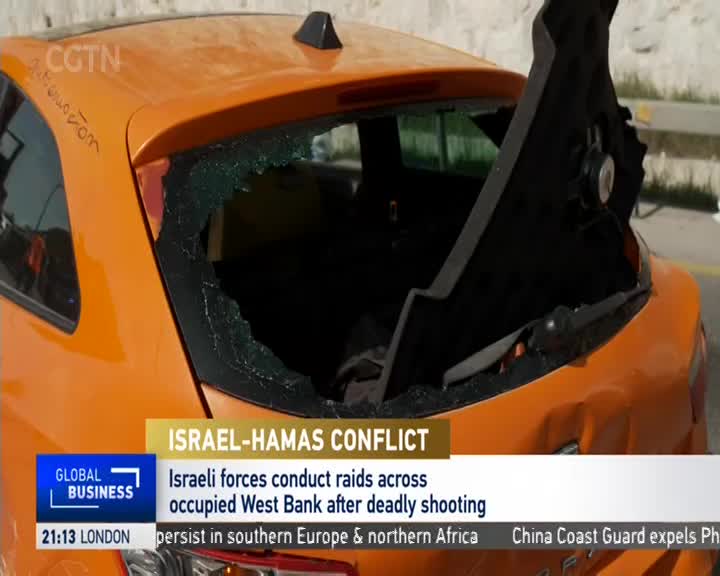 CGTN
ISRAEL-HAMAS CONFLICT
GLOBAL
BUSINESS
Israeli forces conduct raids across
occupied West Bank after deadly shooting
21:13 LONDON
persist in southern Europe & northern Africa China Coast Guard expels Ph